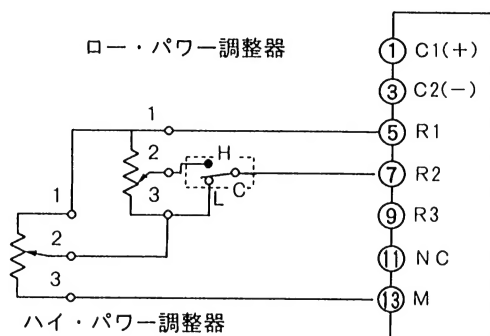 ロー・パワー調整器
① C1(+)
③ C2(−)
1
⑤ R1
2
H
3
L
C
⑦ R2
1
⑨ R3
2
⑪ NC
3
⑬ M
ハイ・パワー調整器